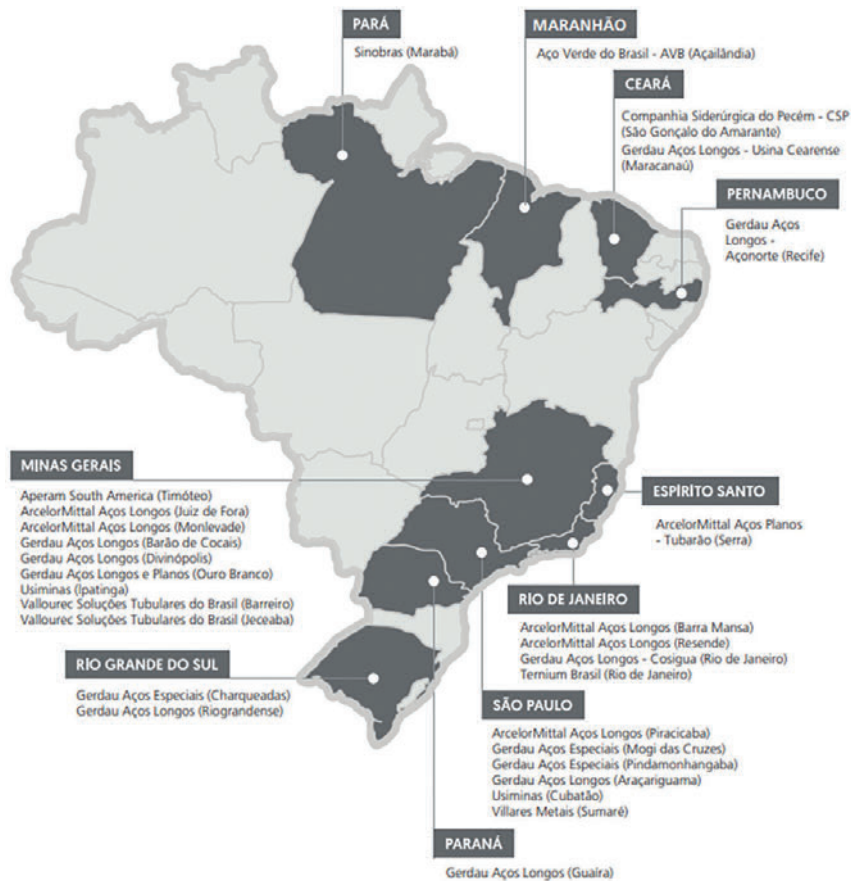 PARÁ
Sinobras (Marabá)
MARANHÃO
Aço Verde do Brasil - AVB (Açailândia)
CEARÁ
Companhia Siderúrgica do Pecém - CSP
(São Gonçalo do Amarante)
Gerdau Aços Longos - Usina Cearense
(Maracanaú)
PERNAMBUCO
Gerdau Aços
Longos -
Açonorte (Recife)
MINAS GERAIS
Aperam South America (Timóteo)
ArcelorMittal Aços Longos (Juiz de Fora)
ArcelorMittal Aços Longos (Monlevade)
Gerdau Aços Longos (Barão de Cocais)
Gerdau Aços Longos (Divinópolis)
Gerdau Aços Longos e Planos (Ouro Branco)
Usiminas (Ipatinga)
Vallourec Soluções Tubulares do Brasil (Barreiro)
Vallourec Soluções Tubulares do Brasil (Jeceaba)
ESPÍRITO SANTO
ArcelorMittal Aços Planos
- Tubarão (Serra)
RIO DE JANEIRO
ArcelorMittal Aços Longos (Barra Mansa)
ArcelorMittal Aços Longos (Resende)
Gerdau Aços Longos - Cosigua (Rio de Janeiro)
Ternium Brasil (Rio de Janeiro)
RIO GRANDE DO SUL
Gerdau Aços Especiais (Charqueadas)
Gerdau Aços Longos (Riograndense)
SÃO PAULO
ArcelorMittal Aços Longos (Piracicaba)
Gerdau Aços Especiais (Mogi das Cruzes)
Gerdau Aços Especiais (Pindamonhangaba)
Gerdau Aços Longos (Araçariguama)
Usiminas (Cubatão)
Villares Metais (Sumaré)
PARANÁ
Gerdau Aços Longos (Guaíra)